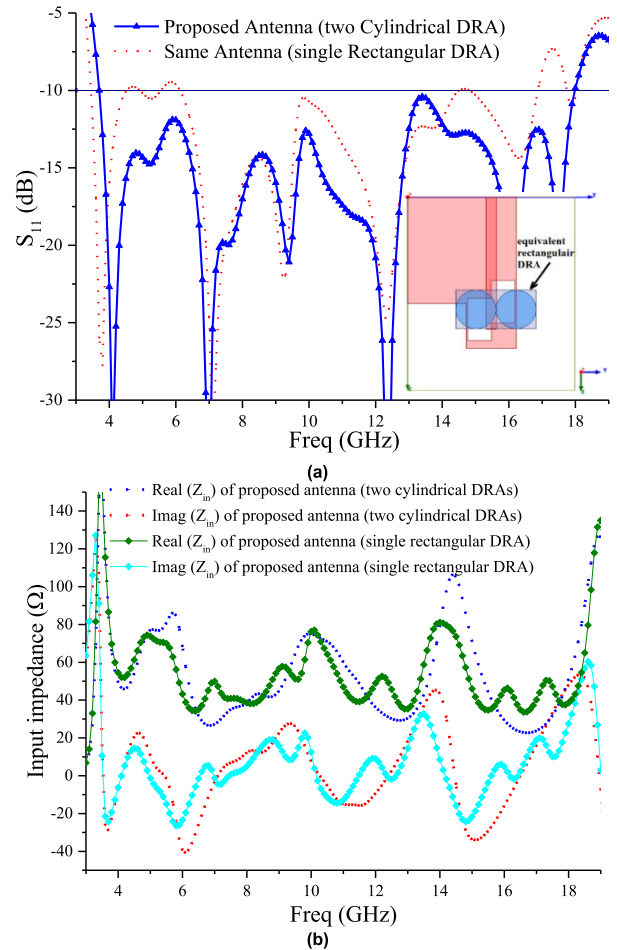 -5
-10
-15
-20
-25
-30
S11 (dB)
Proposed Antenna (two Cylindrical DRA)
Same Antenna (single Rectangular DRA)
equivalent
rectangulair
DRA
4
6
8
10
12
14
16
18
Freq (GHz)
(a)
Real (Zin) of proposed antenna (two cylindrical DRAs)
Imag (Zin) of proposed antenna (two cylindrical DRAs)
Real (Zin) of proposed antenna (single rectangular DRA)
Imag (Zin) of proposed antenna (single rectangular DRA)
140
120
100
80
60
40
20
0
-20
-40
Input impedance (Ω)
4
6
8
10
12
14
16
18
Freq (GHz)
(b)